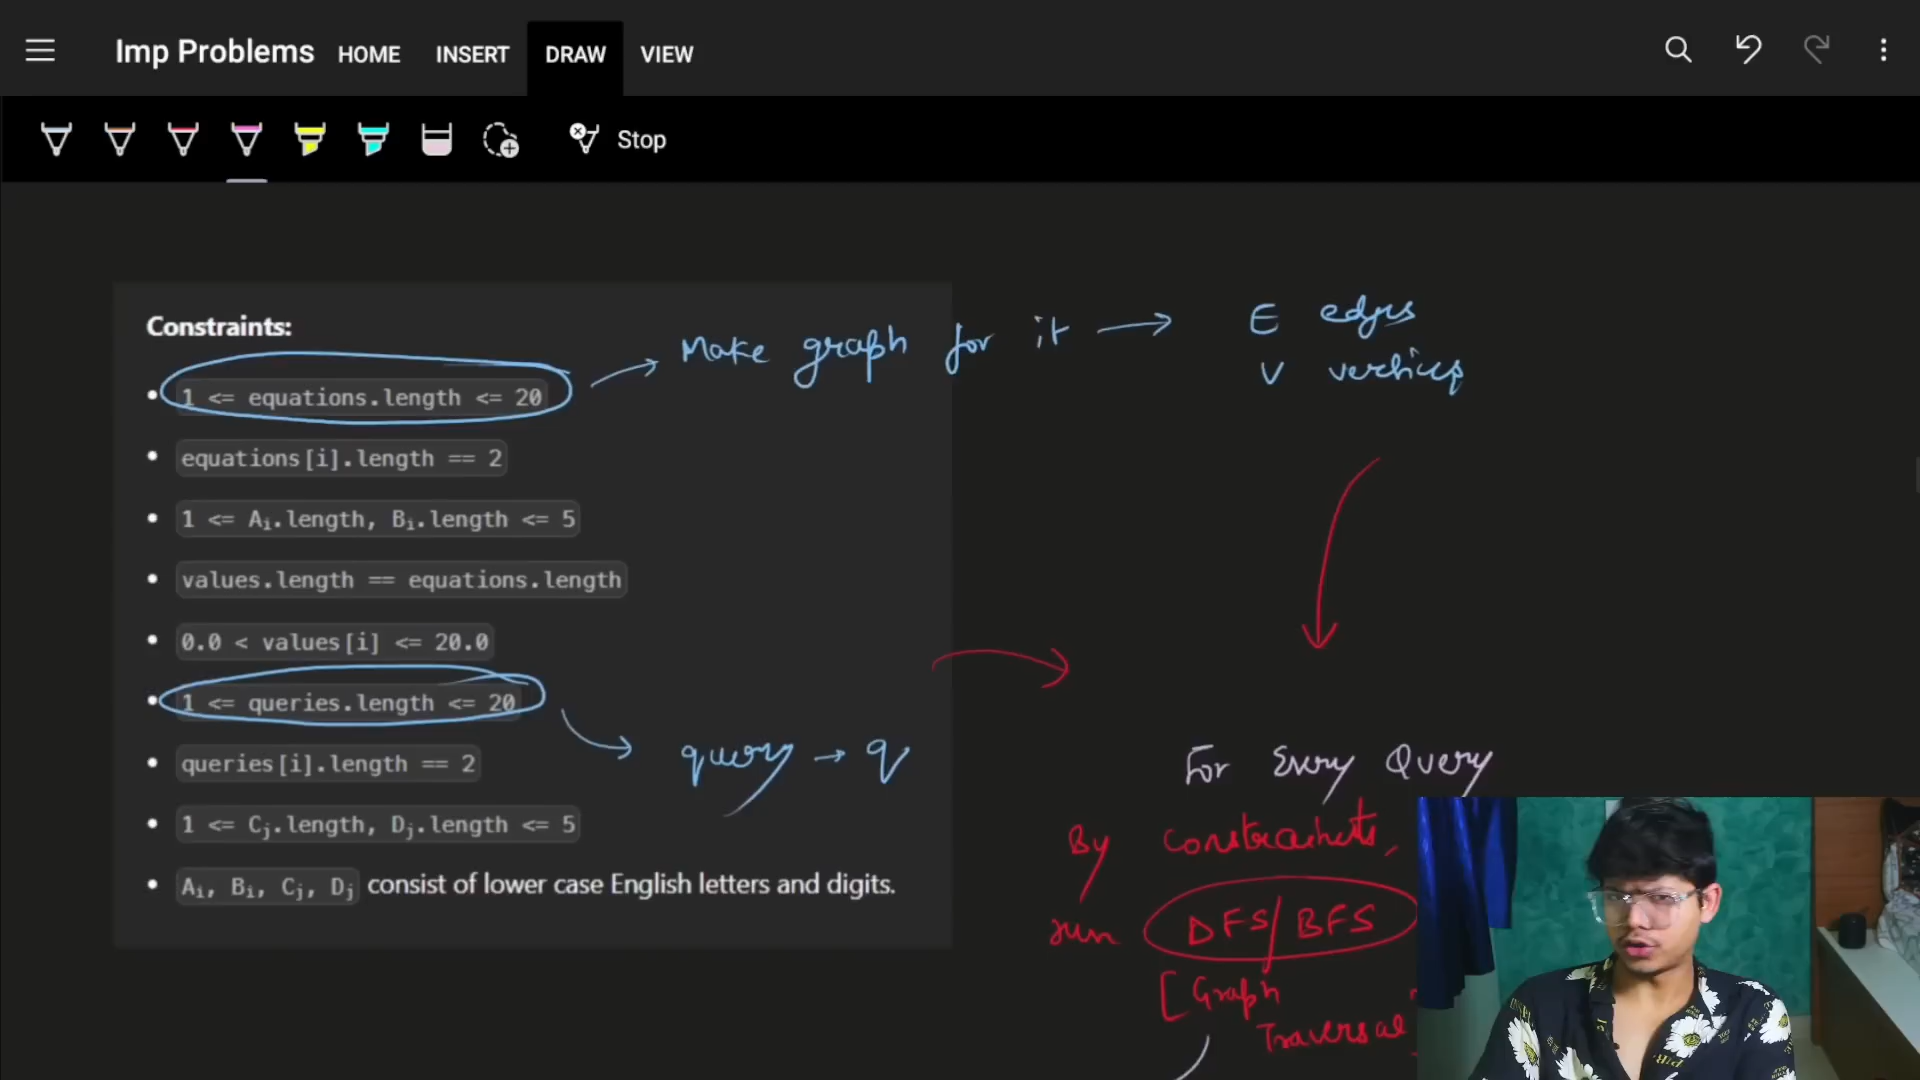 Imp Problems HOME INSERT DRAW VIEW
Stop
Constraints:
1 <= equations.length <= 20
equations[i].length == 2
1 <= Ai.length, Bi.length <= 5
values.length == equations.length
0.0 < values[i] <= 20.0
1 <= queries.length <= 20
queries[i].length == 2
1 <= Cj.length, Dj.length <= 5
Ai, Bi, Ci, Dj consist of lower case English letters and digits.
Make graph for it → E edges
V vertices
query → q
For Every Query
By constraints,
run DFS/BFS
[Graph
Traversal